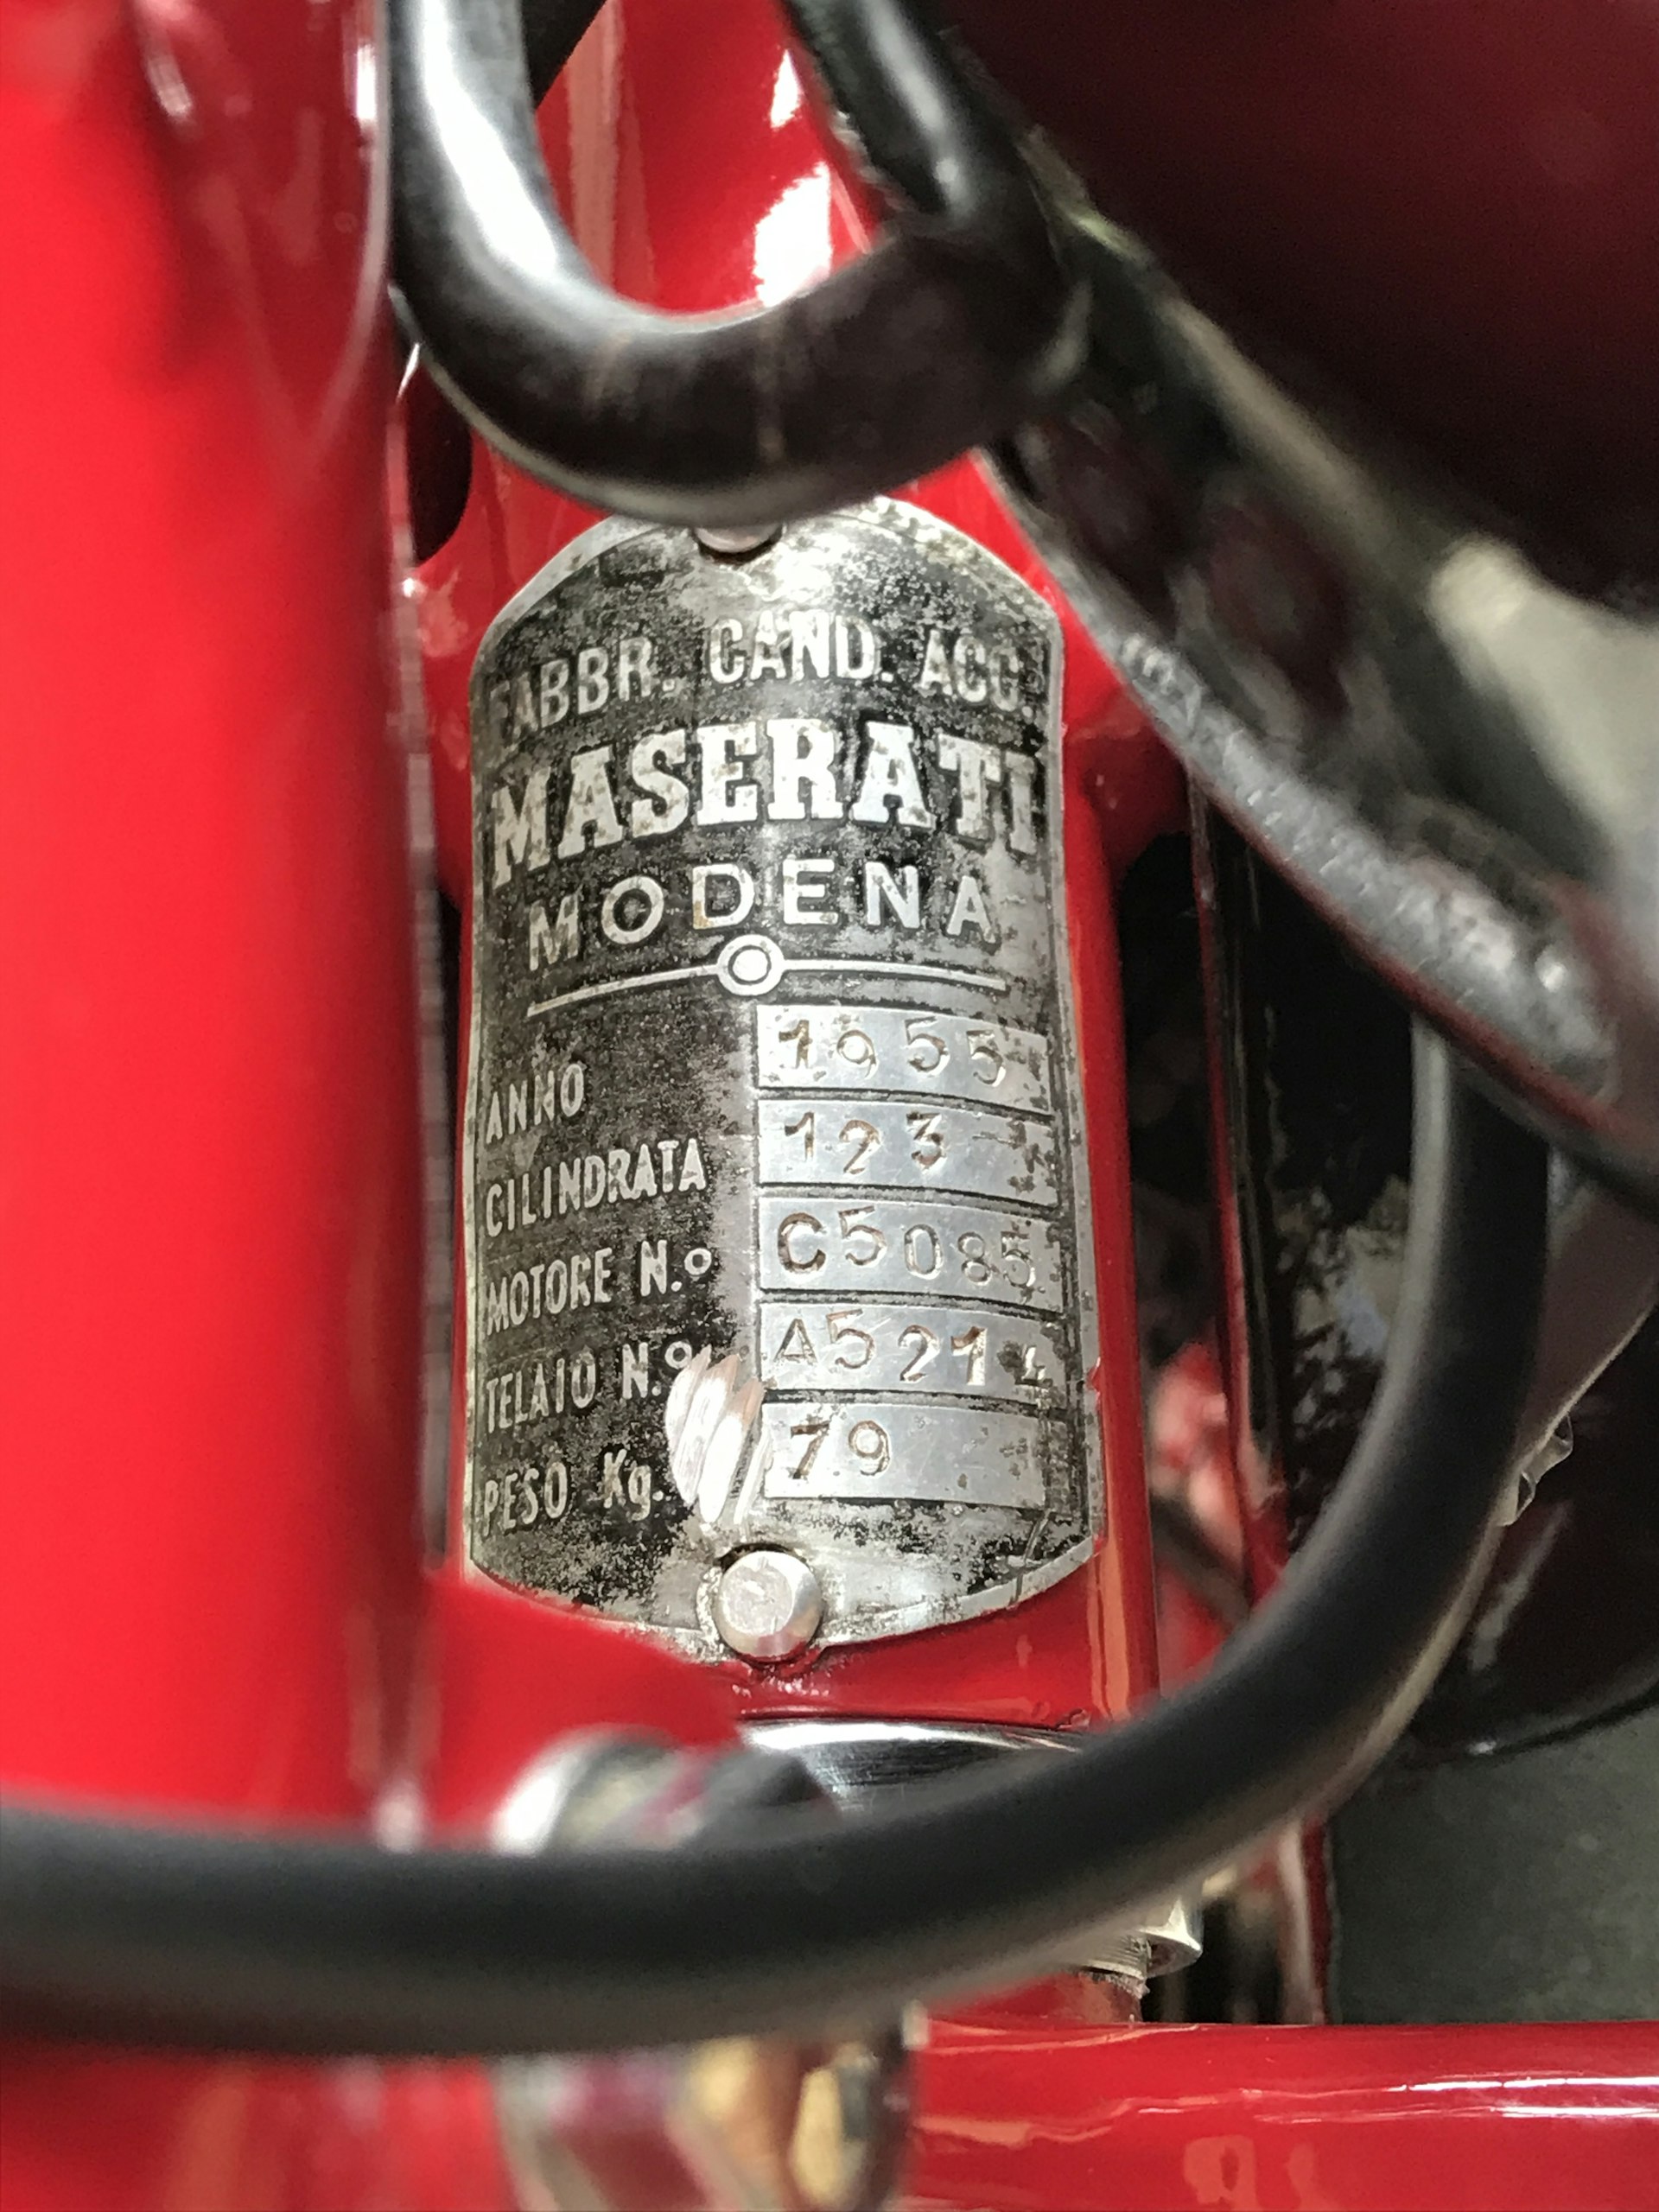 FABBR. CAND. ACC.
MASERATI
MODENA
ANNO 1955
CILINDRATA 123
MOTORE N.o C5085
TELAIO N.o A5214
PESO Kg. 79